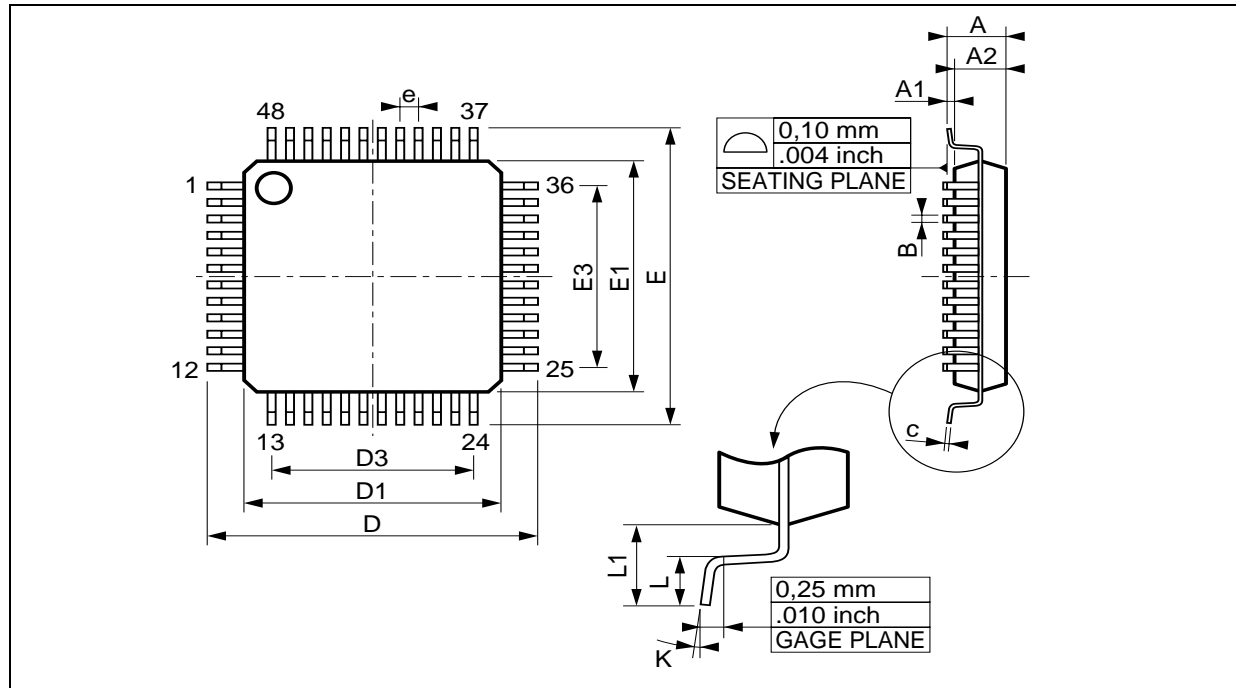 A
A2
A1
48
e
37
0,10 mm
.004 inch
SEATING PLANE
1
36
B
E3
E1
E
12
25
13
24
c
D3
D1
D
L1
L
0,25 mm
.010 inch
GAGE PLANE
K